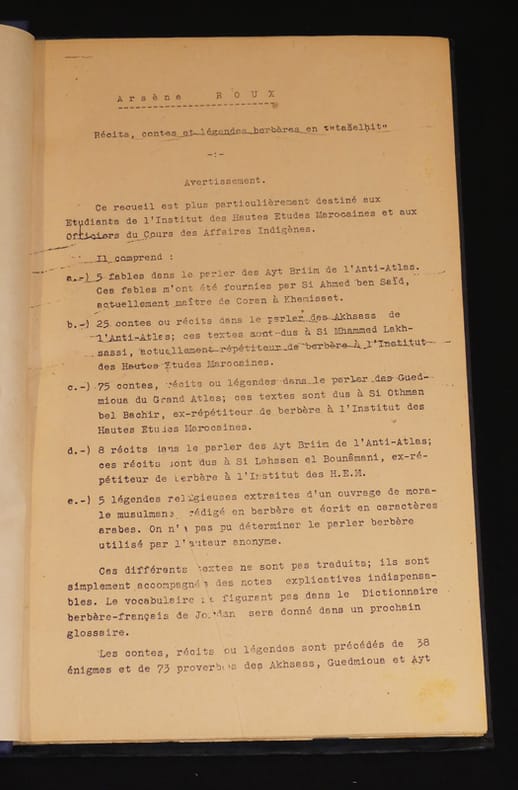 Arsène ROUX
Récits, contes et légendes berbères en "tašelḥit"
-:-
Avertissement.
Ce recueil est plus particulièrement destiné aux
Etudiants de l'Institut des Hautes Etudes Marocaines et aux
Officiers du Cours des Affaires Indigènes.
Il comprend :
a.-) 5 fables dans le parler des Ayt Briim de l'Anti-Atlas.
Ces fables m'ont été fournies par Si Ahmed ben Saïd,
actuellement maître de Coran à Khemisset.
b.-) 25 contes ou récits dans le parler des Akhsass de
l'Anti-Atlas; ces textes sont dus à Si Mhammed Lakh-
sassi, actuellement répétiteur de berbère à l'Institut
des Hautes Etudes Marocaines.
c.-) 75 contes, récits ou légendes dans le parler des Gued-
mioua du Grand Atlas; ces textes sont dus à Si Othman
bel Bachir, ex-répétiteur de berbère à l'Institut des
Hautes Etudes Marocaines.
d.-) 8 récits dans le parler des Ayt Briim de l'Anti-Atlas;
ces récits sont dus à Si Lahssen el Bounâmani, ex-ré-
pétiteur de berbère à l'Institut des H.E.M.
e.-) 5 légendes religieuses extraites d'un ouvrage de mora-
le musulmane rédigé en berbère et écrit en caractères
arabes. On n'a pas pu déterminer le parler berbère
utilisé par l'auteur anonyme.
Ces différents textes ne sont pas traduits; ils sont
simplement accompagnés des notes explicatives indispensa-
bles. Le vocabulaire ne figurant pas dans le Dictionnaire
berbère-français de Jordan sera donné dans un prochain
glossaire.
Les contes, récits ou légendes sont précédés de 38
énigmes et de 73 proverbes des Akhsass, Guedmioua et Ayt